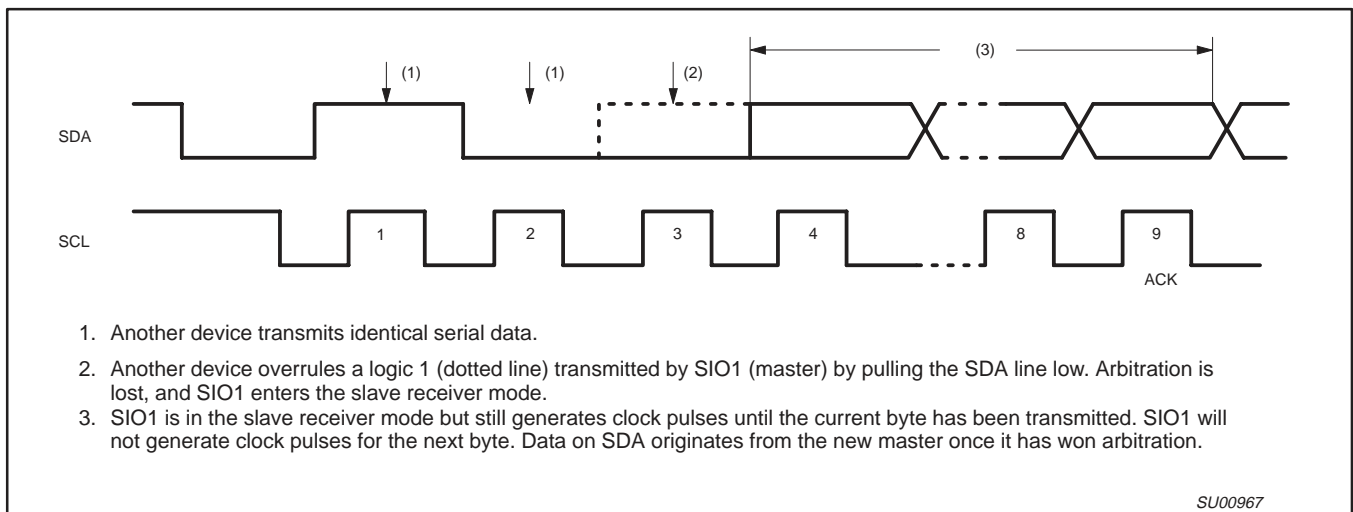 (1) (1) (2) (3)
SDA
SCL
1 2 3 4 8 9
ACK
1. Another device transmits identical serial data.
2. Another device overrules a logic 1 (dotted line) transmitted by SIO1 (master) by pulling the SDA line low. Arbitration is
lost, and SIO1 enters the slave receiver mode.
3. SIO1 is in the slave receiver mode but still generates clock pulses until the current byte has been transmitted. SIO1 will
not generate clock pulses for the next byte. Data on SDA originates from the new master once it has won arbitration.
SU00967